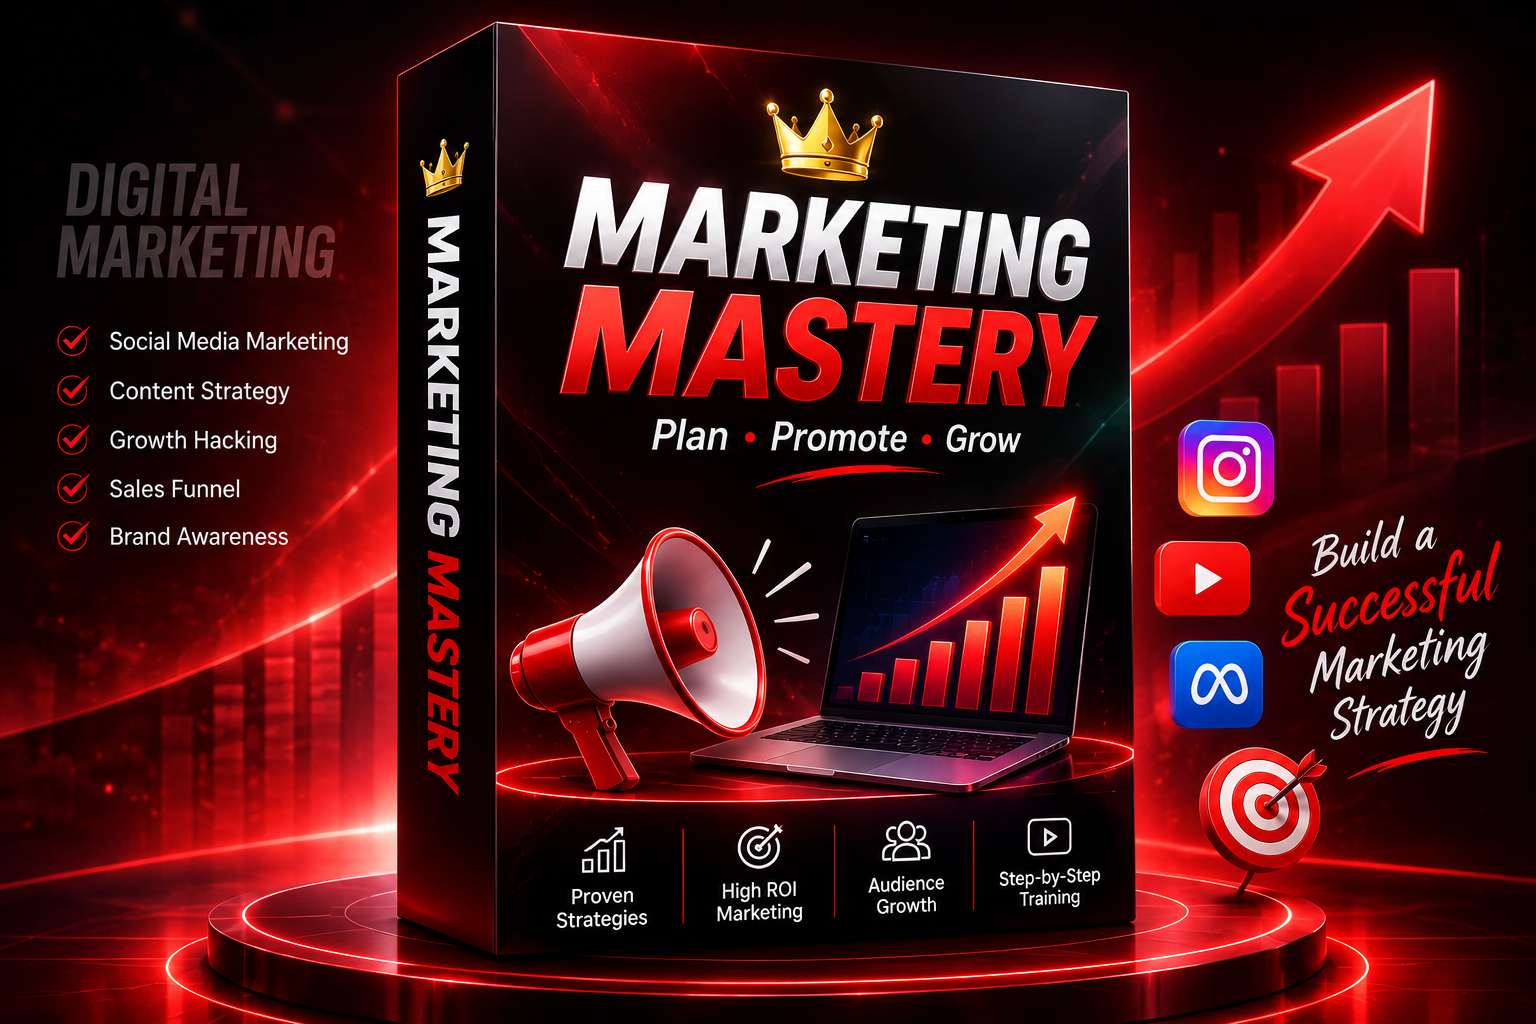 DIGITAL
MARKETING
Social Media Marketing
Content Strategy
Growth Hacking
Sales Funnel
Brand Awareness
MARKETING MASTERY
MARKETING
MASTERY
Plan • Promote • Grow
Proven
Strategies
High ROI
Marketing
Audience
Growth
Step-by-Step
Training
Build a
Successful
Marketing
Strategy